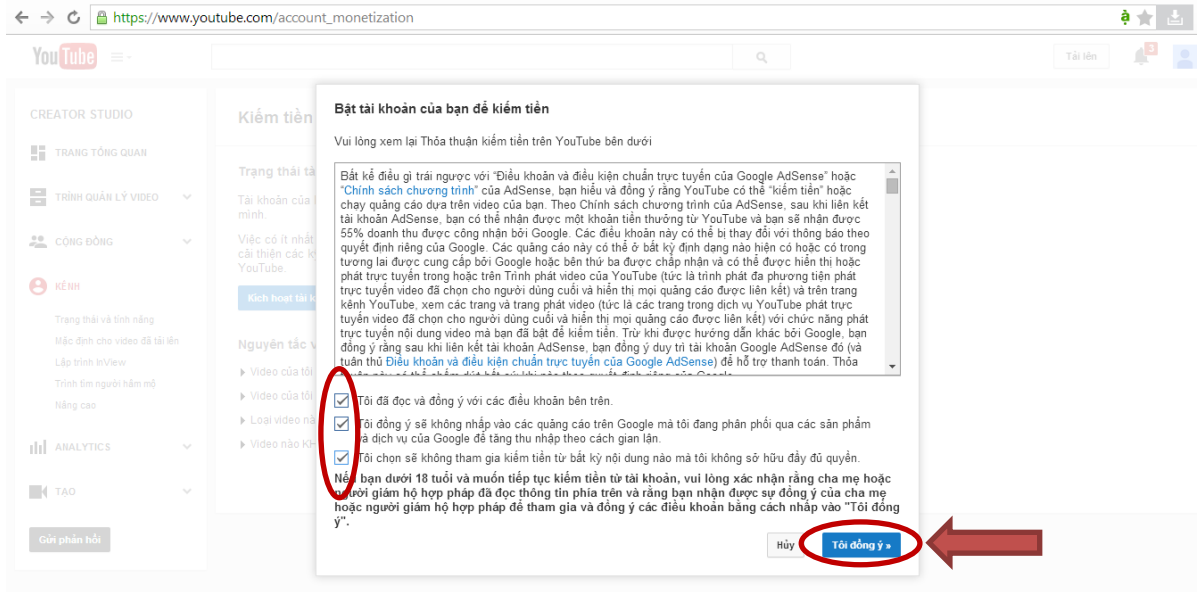 https://www.youtube.com/account_monetization
YouTube
Tải lên
3
CREATOR STUDIO
TRANG TỔNG QUAN
TRÌNH QUẢN LÝ VIDEO
CỘNG ĐỒNG
KÊNH
Trang thái và tính năng
Mặc định cho video đã tải lên
Lập trình InView
Trình tìm người hâm mộ
Nâng cao
ANALYTICS
TẠO
Gửi phản hồi
Kiếm tiền
Trạng thái tà
Tài khoản của
mình.
Việc có ít nhất
cải thiện các k
YouTube.
Kích hoạt tài k
Nguyên tắc v
Video của tôi
Video của tôi
Loại video nà
Video nào KH
Bật tài khoản của bạn để kiếm tiền
Vui lòng xem lại Thỏa thuận kiếm tiền trên YouTube bên dưới
Bất kể điều gì trái ngược với “Điều khoản và điều kiện chuẩn trực tuyến của Google AdSense” hoặc
“Chính sách chương trình” của AdSense, bạn hiểu và đồng ý rằng YouTube có thể “kiếm tiền” hoặc
chạy quảng cáo dựa trên video của bạn. Theo Chính sách chương trình của AdSense, sau khi liên kết
tài khoản AdSense, bạn có thể nhận được một khoản tiền thưởng từ YouTube và bạn sẽ nhận được
55% doanh thu được công nhận bởi Google. Các điều khoản này có thể bị thay đổi với thông báo theo
quyết định riêng của Google. Các quảng cáo này có thể ở bất kỳ định dạng nào hiện có hoặc có trong
tương lai được cung cấp bởi Google hoặc bên thứ ba được chấp nhận và có thể được hiển thị hoặc
phát trực tuyến trong hoặc trên Trình phát video của YouTube (tức là trình phát đa phương tiện phát
trực tuyến video đã chọn cho người dùng cuối và hiển thị mọi quảng cáo được liên kết) và trên trang
kênh YouTube, xem các trang và trang phát video (tức là các trang trong dịch vụ YouTube phát trực
tuyến video đã chọn cho người dùng cuối và hiển thị mọi quảng cáo được liên kết) với chức năng phát
trực tuyến nội dung video mà bạn đã bật để kiếm tiền. Trừ khi được hướng dẫn khác bởi Google, bạn
đồng ý rằng sau khi liên kết tài khoản AdSense, bạn đồng ý duy trì tài khoản Google AdSense đó (và
tuân thủ Điều khoản và điều kiện chuẩn trực tuyến của Google AdSense) để hỗ trợ thanh toán. Thỏa
thuận này có thể chấm dứt bất cứ khi nào theo quyết định riêng của Google.
Tôi đã đọc và đồng ý với các điều khoản bên trên.
Tôi đồng ý sẽ không nhấp vào các quảng cáo trên Google mà tôi đang phân phối qua các sản phẩm
và dịch vụ của Google để tăng thu nhập theo cách gian lận.
Tôi chọn sẽ không tham gia kiếm tiền từ bất kỳ nội dung nào mà tôi không sở hữu đầy đủ quyền.
Nếu bạn dưới 18 tuổi và muốn tiếp tục kiếm tiền từ tài khoản, vui lòng xác nhận rằng cha mẹ hoặc
người giám hộ hợp pháp đã đọc thông tin phía trên và rằng bạn nhận được sự đồng ý của cha mẹ
hoặc người giám hộ hợp pháp để tham gia và đồng ý các điều khoản bằng cách nhấp vào "Tôi đồng
ý".
Hủy
Tôi đồng ý »